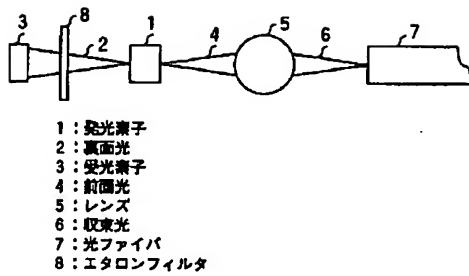 8
3 2 1 4 5 6 7
1：発光素子
2：裏面光
3：受光素子
4：前面光
5：レンズ
6：収束光
7：光ファイバ
8：エタロンフィルタ